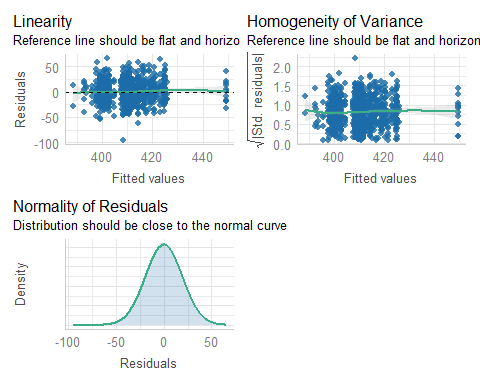 Linearity
Reference line should be flat and horizo
Residuals
50
0
-50
-100
400
420
440
Fitted values
Homogeneity of Variance
Reference line should be flat and horizon
√|Std. residuals|
2.0
1.5
1.0
0.5
0.0
400
420
440
Fitted values
Normality of Residuals
Distribution should be close to the normal curve
Density
-100
-50
0
50
Residuals